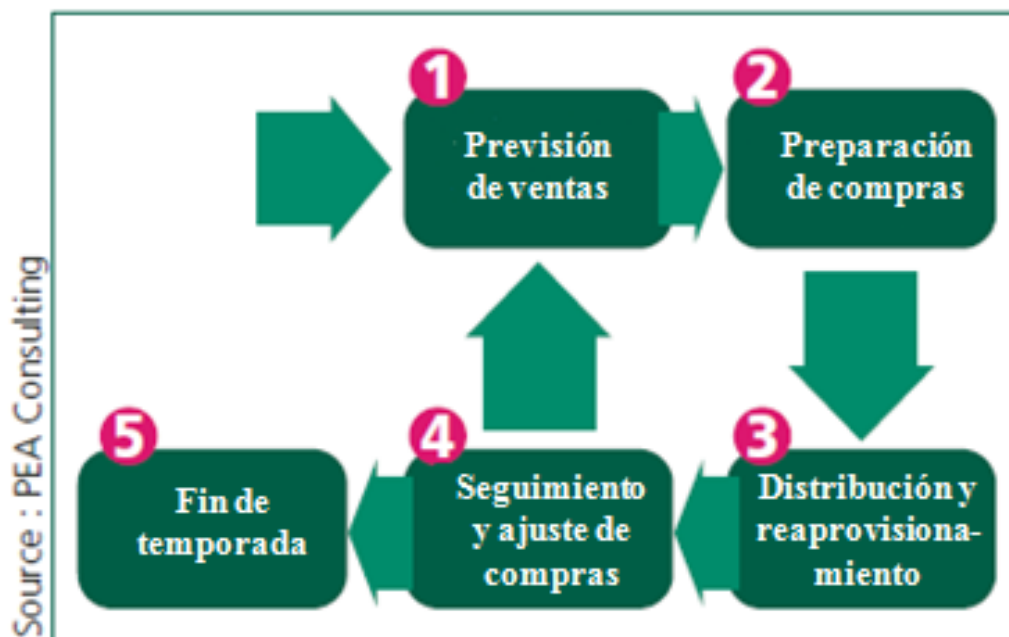 1
Previsión
de ventas
2
Preparación
de compras
3
Distribución y
reaprovisiona-
miento
4
Seguimiento
y ajuste de
compras
5
Fin de
temporada
Source : PEA Consulting